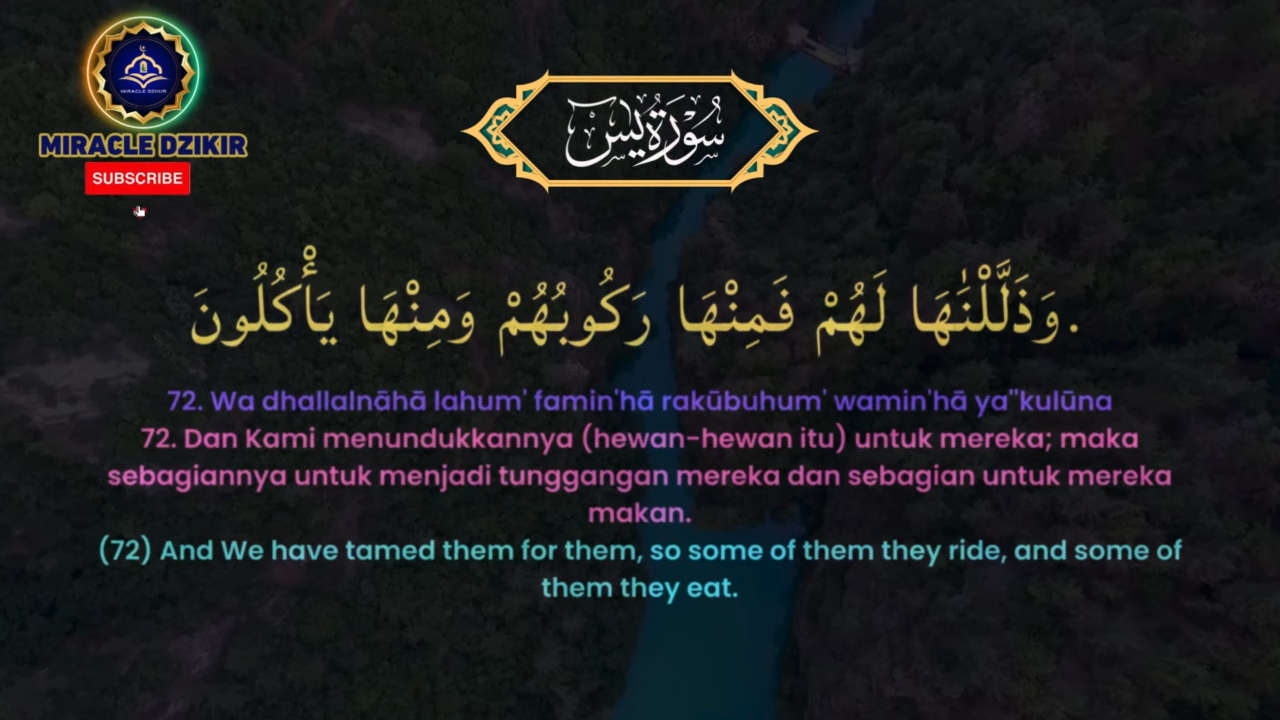 MIRACLE DZIKIR
MIRACLE DZIKIR
SUBSCRIBE
سُوْرَةُ يٰسٓ
وَذَلَّلْنَٰهَا لَهُمْ فَمِنْهَا رَكُوبُهُمْ وَمِنْهَا يَأْكُلُونَ.
72. Wa dhallalnāhā lahum' famin'hā rakūbuhum' wamin'hā ya"kulūna
72. Dan Kami menundukkannya (hewan-hewan itu) untuk mereka; maka
sebagiannya untuk menjadi tunggangan mereka dan sebagian untuk mereka
makan.
(72) And We have tamed them for them, so some of them they ride, and some of
them they eat.